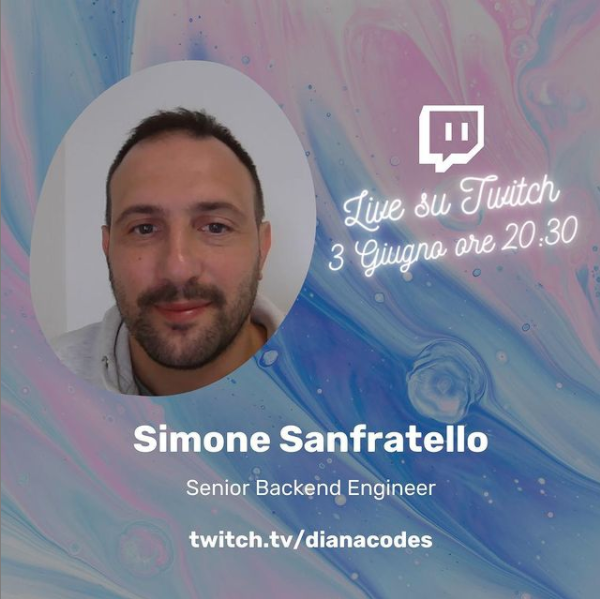 Live su Twitch
3 Giugno ore 20:30
Simone Sanfratello
Senior Backend Engineer
twitch.tv/dianacodes